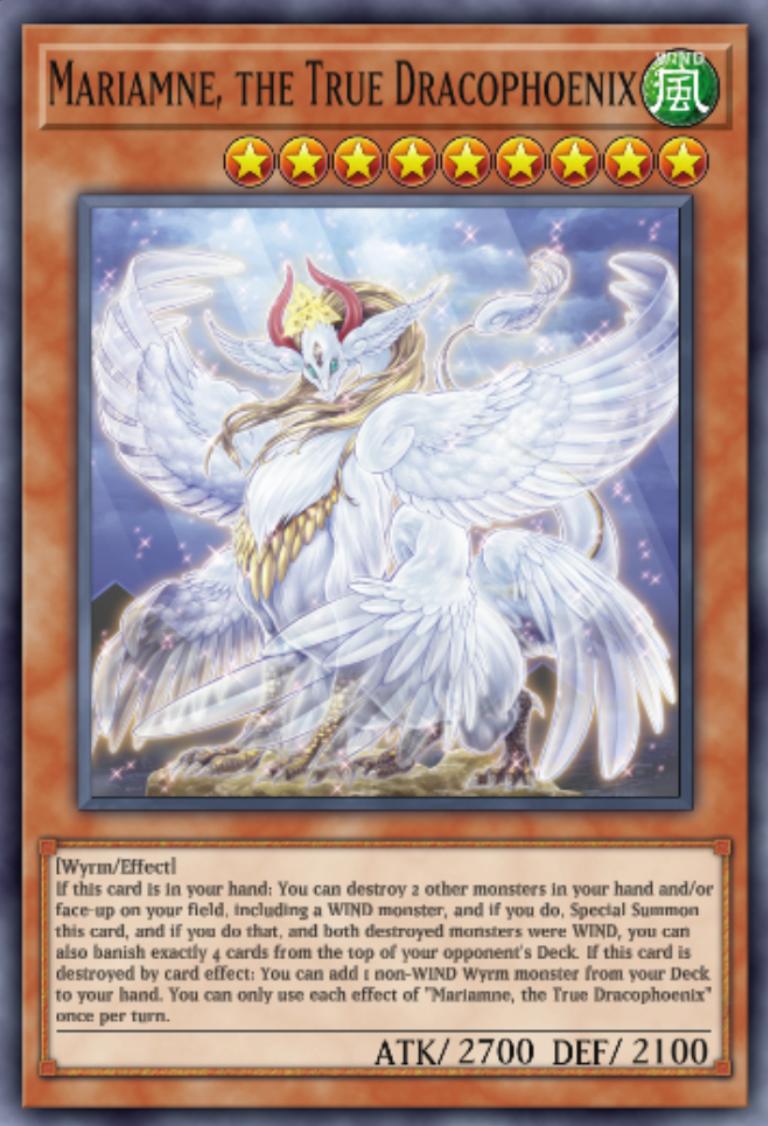 Mariamne, the True Dracophoenix
WIND
風
[Wyrm/Effect]
If this card is in your hand: You can destroy 2 other monsters in your hand and/or
face-up on your field, including a WIND monster, and if you do, Special Summon
this card, and if you do that, and both destroyed monsters were WIND, you can
also banish exactly 4 cards from the top of your opponent's Deck. If this card is
destroyed by card effect: You can add 1 non-WIND Wyrm monster from your Deck
to your hand. You can only use each effect of "Mariamne, the True Dracophoenix"
once per turn.
ATK/ 2700 DEF/ 2100